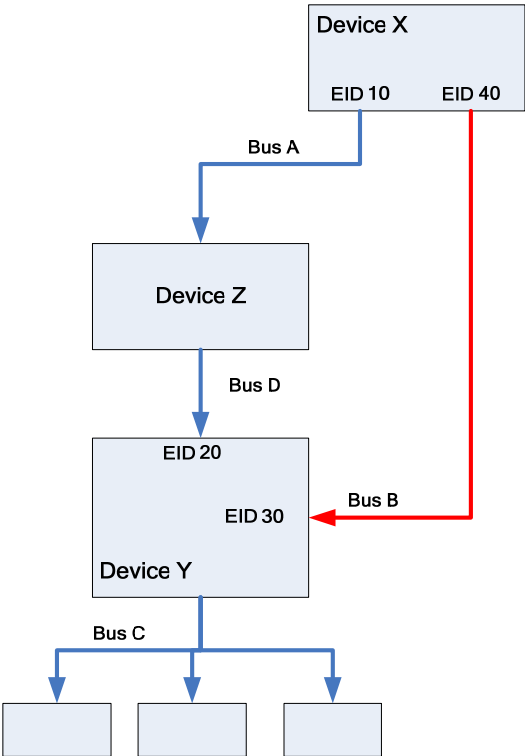 Device X
EID 10
EID 40
Bus A
Device Z
Bus D
EID 20
Bus B
EID 30
Device Y
Bus C